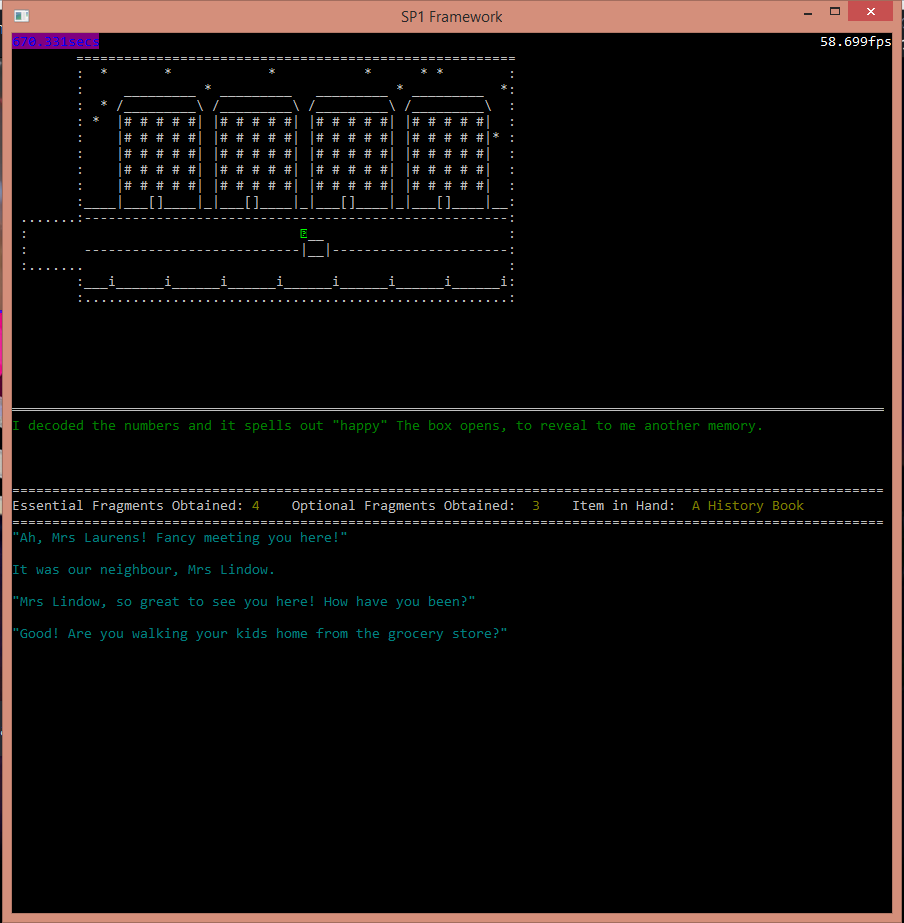 SP1 Framework
670.331secs
58.699fps
I decoded the numbers and it spells out "happy" The box opens, to reveal to me another memory.
Essential Fragments Obtained: 4 Optional Fragments Obtained: 3 Item in Hand: A History Book
"Ah, Mrs Laurens! Fancy meeting you here!"
It was our neighbour, Mrs Lindow.
"Mrs Lindow, so great to see you here! How have you been?"
"Good! Are you walking your kids home from the grocery store?"